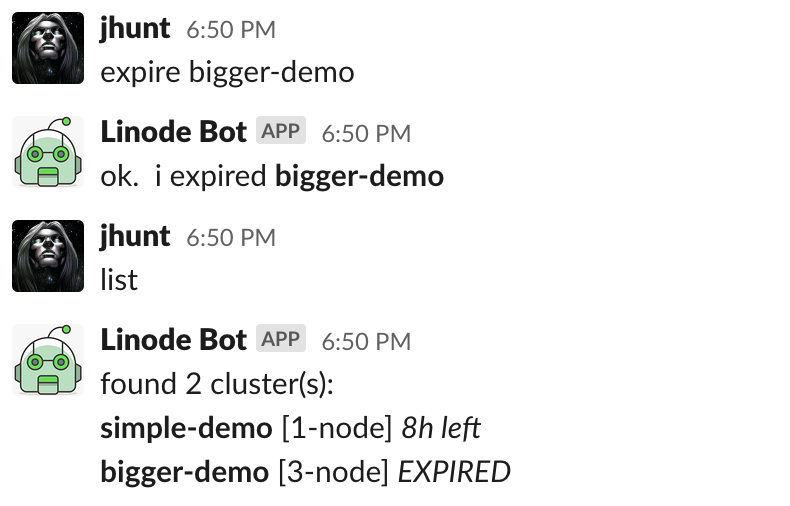 jhunt 6:50 PM
expire bigger-demo
Linode Bot APP 6:50 PM
ok.  i expired bigger-demo
jhunt 6:50 PM
list
Linode Bot APP 6:50 PM
found 2 cluster(s):
simple-demo [1-node] 8h left
bigger-demo [3-node] EXPIRED